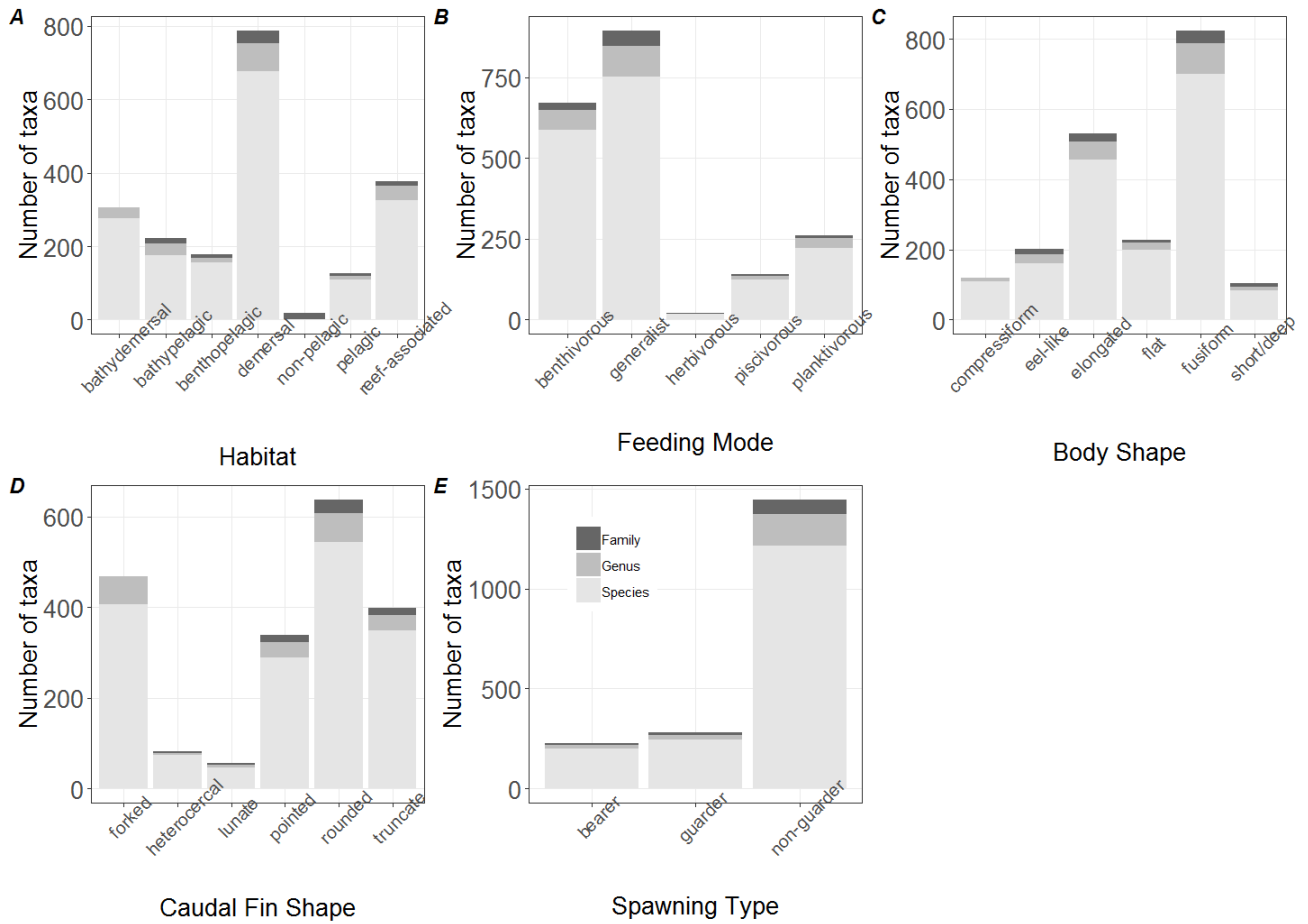 A
Number of taxa
800
600
400
200
0
bathydemersal
bathypelagic
benthopelagic
demersal
non-pelagic
pelagic
reef-associated
Habitat
B
Number of taxa
750
500
250
0
benthivorous
generalist
herbivorous
piscivorous
planktivorous
Feeding Mode
C
Number of taxa
800
600
400
200
0
compressiform
eel-like
elongated
flat
fusiform
short/deep
Body Shape
D
Number of taxa
600
400
200
0
forked
heterocercal
lunate
pointed
rounded
truncate
Caudal Fin Shape
E
Number of taxa
1500
1000
500
0
Family
Genus
Species
bearer
guarder
non-guarder
Spawning Type